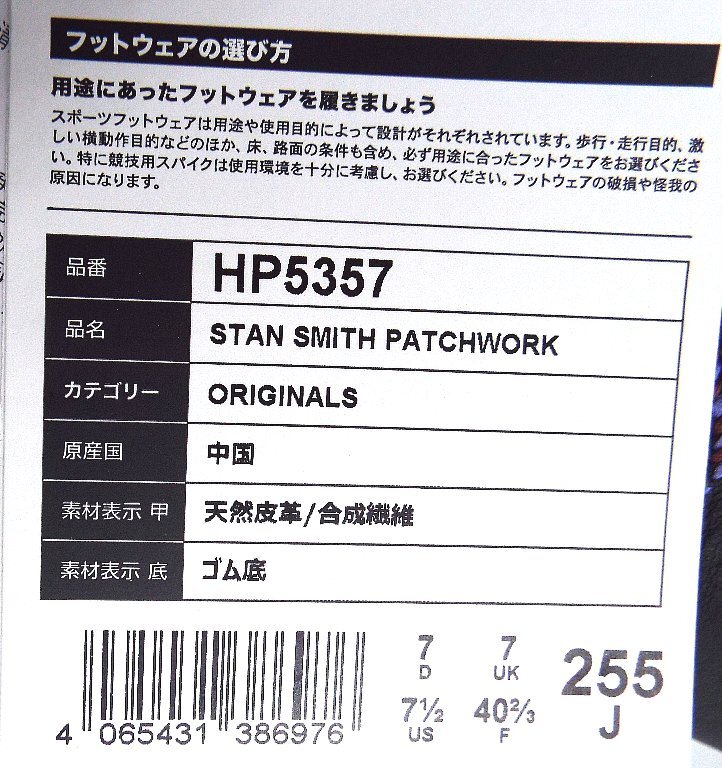 フットウェアの選び方
用途にあったフットウェアを履きましょう
スポーツフットウェアは用途や使用目的によって設計がそれぞれされています。歩行・走行目的、激
しい横動作目的などのほか、床、路面の条件も含め、必ず用途に合ったフットウェアをお選びくださ
い。特に競技用スパイクは使用環境を十分に考慮し、お選びください。フットウェアの破損や怪我の
原因になります。
品番 HP5357
品名 STAN SMITH PATCHWORK
カテゴリー ORIGINALS
原産国 中国
素材表示 甲 天然皮革/合成繊維
素材表示 底 ゴム底
7 7 255
D UK J
7½ 40⅔
US F
4 065431 386976